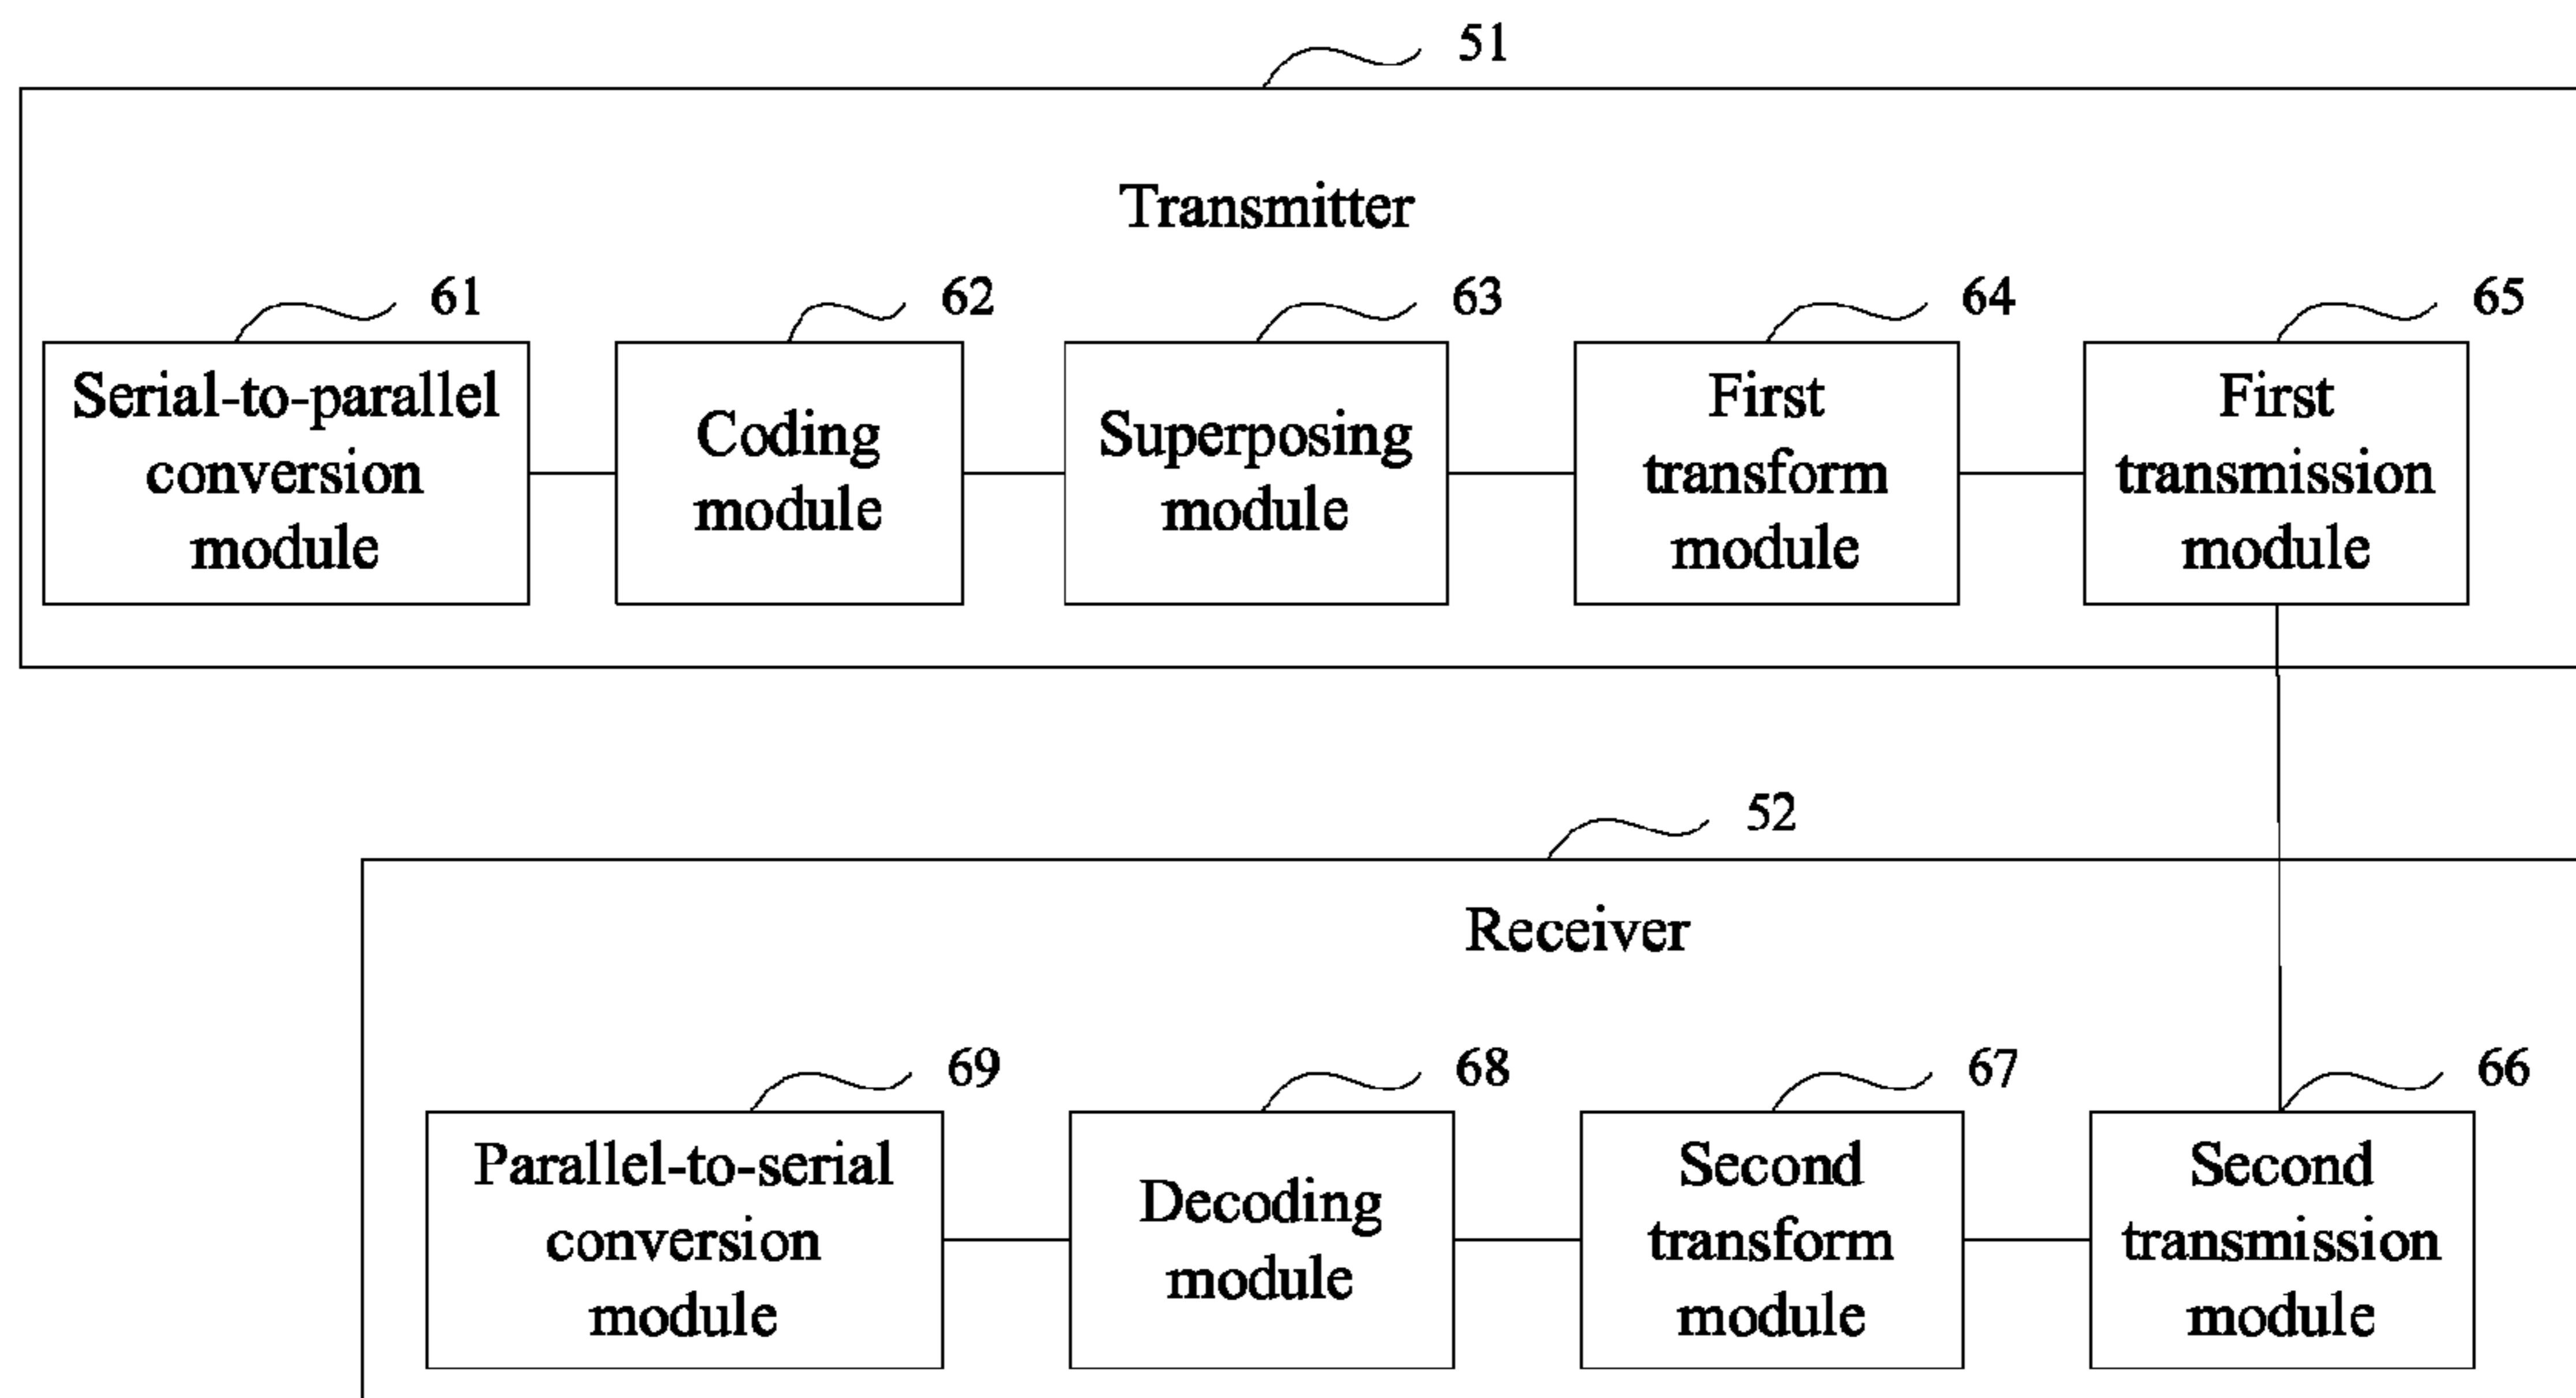 51
Transmitter
61
62
63
64
65
Serial-to-parallel
conversion
module
Coding
module
Superposing
module
First
transform
module
First
transmission
module
52
Receiver
69
68
67
66
Parallel-to-serial
conversion
module
Decoding
module
Second
transform
module
Second
transmission
module